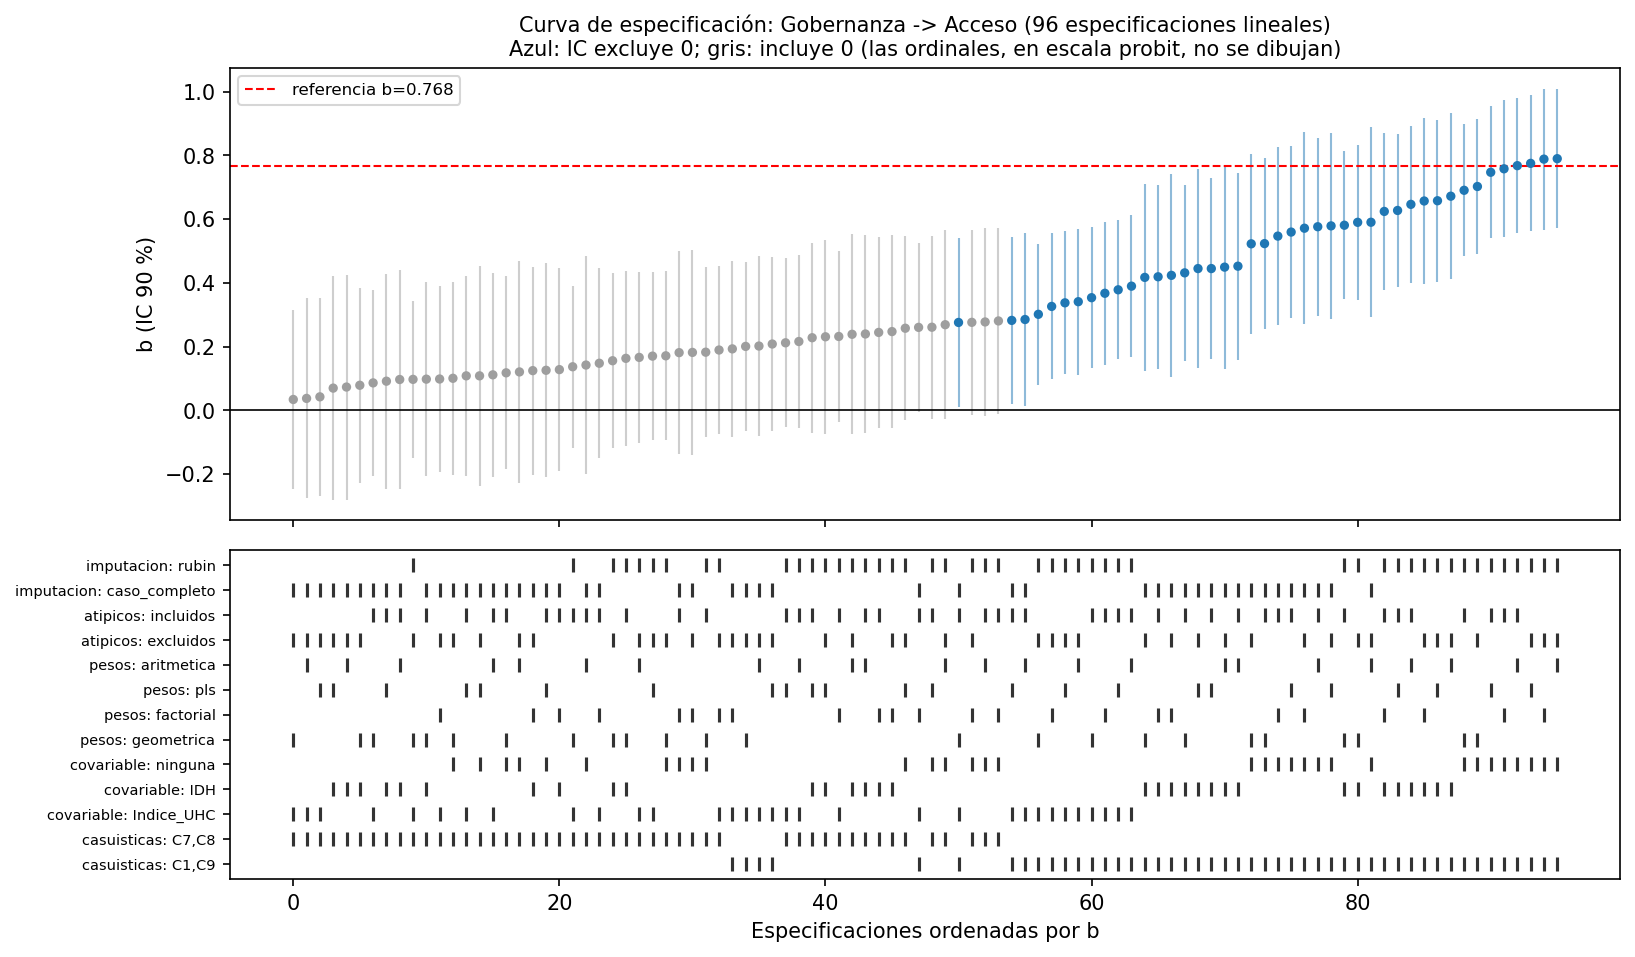 Curva de especificación: Gobernanza -> Acceso (96 especificaciones lineales)
Azul: IC excluye 0; gris: incluye 0 (las ordinales, en escala probit, no se dibujan)
referencia b=0.768
b (IC 90 %)
1.0
0.8
0.6
0.4
0.2
0.0
−0.2
imputacion: rubin
imputacion: caso_completo
atipicos: incluidos
atipicos: excluidos
pesos: aritmetica
pesos: pls
pesos: factorial
pesos: geometrica
covariable: ninguna
covariable: IDH
covariable: Indice_UHC
casuisticas: C7,C8
casuisticas: C1,C9
0 20 40 60 80
Especificaciones ordenadas por b